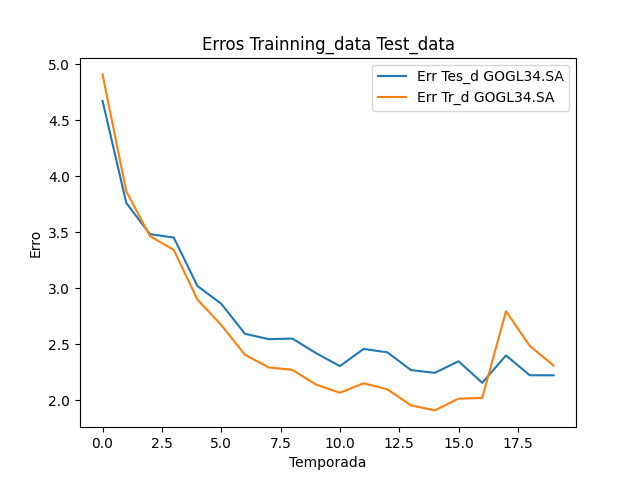 Erros Trainning_data Test_data
Err Tes_d GOGL34.SA
Err Tr_d GOGL34.SA
5.0
4.5
4.0
3.5
3.0
2.5
2.0
Erro
0.0 2.5 5.0 7.5 10.0 12.5 15.0 17.5
Temporada